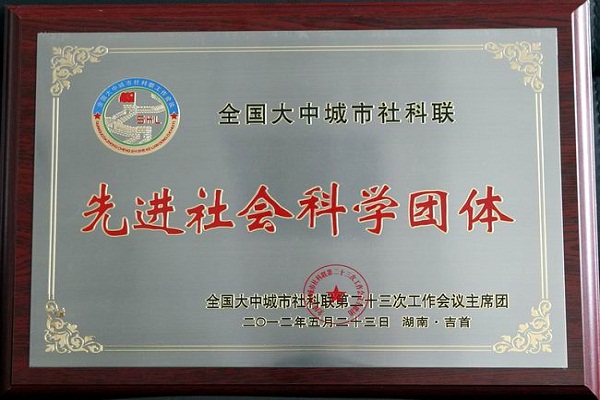 全国大中城市社科联
SHL
先进社会科学团体
全国大中城市社科联第二十三次工作会议主席团
二〇一二年五月二十三日 湖南·吉首